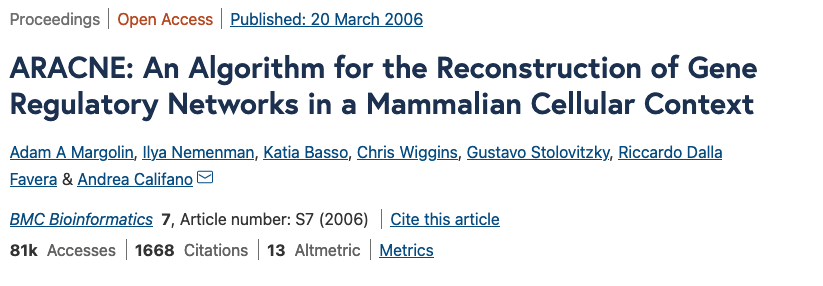 Proceedings | Open Access | Published: 20 March 2006
ARACNE: An Algorithm for the Reconstruction of Gene
Regulatory Networks in a Mammalian Cellular Context
Adam A Margolin, Ilya Nemenman, Katia Basso, Chris Wiggins, Gustavo Stolovitzky, Riccardo Dalla
Favera & Andrea Califano
BMC Bioinformatics 7, Article number: S7 (2006) | Cite this article
81k Accesses | 1668 Citations | 13 Altmetric | Metrics